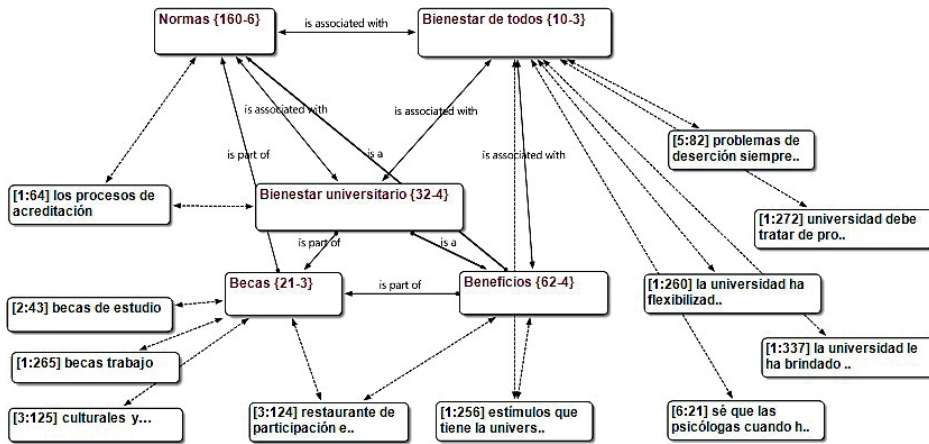 Normas {160-6}
Bienestar de todos {10-3}
is associated with
is associated with
is associated with
is part of
is a
is associated with
[5:82] problemas de
deserción siempre..
[1:64] los procesos de
acreditación
Bienestar universitario {32-4}
[1:272] universidad debe
tratar de pro..
is part of
is a
Becas {21-3}
is part of
Beneficios {62-4}
[1:260] la universidad ha
flexibilizad..
[2:43] becas de estudio
[1:265] becas trabajo
[1:337] la universidad le
ha brindado ..
[3:125] culturales y...
[3:124] restaurante de
participación e..
[1:256] estímulos que
tiene la univers..
[6:21] sé que las
psicólogas cuando h..